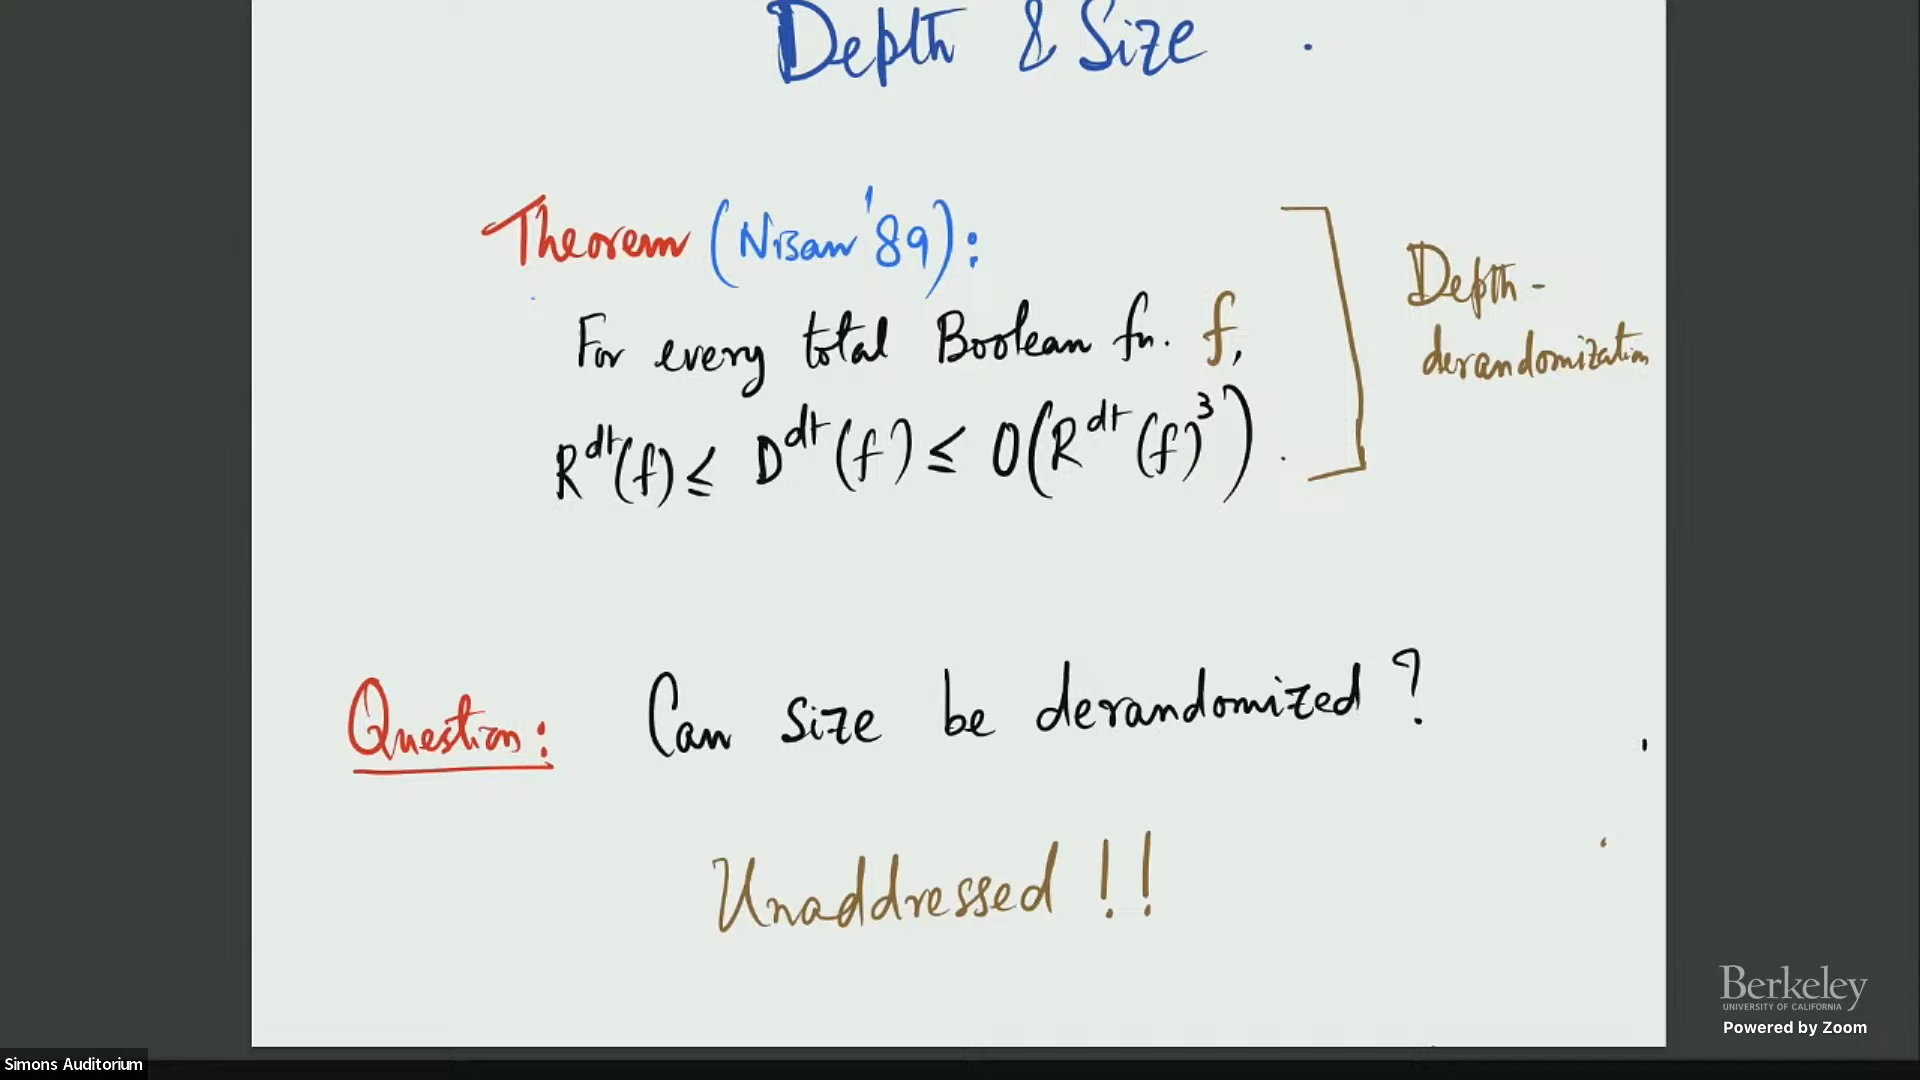 Depth & Size
Theorem (Nisan '89):
For every total Boolean fn. f,
R^dt(f) ≤ D^dt(f) ≤ O(R^dt(f)^3).
Depth-
derandomization
Question: Can size be derandomized?
Unaddressed!!
Berkeley
UNIVERSITY OF CALIFORNIA
Powered by Zoom
Simons Auditorium